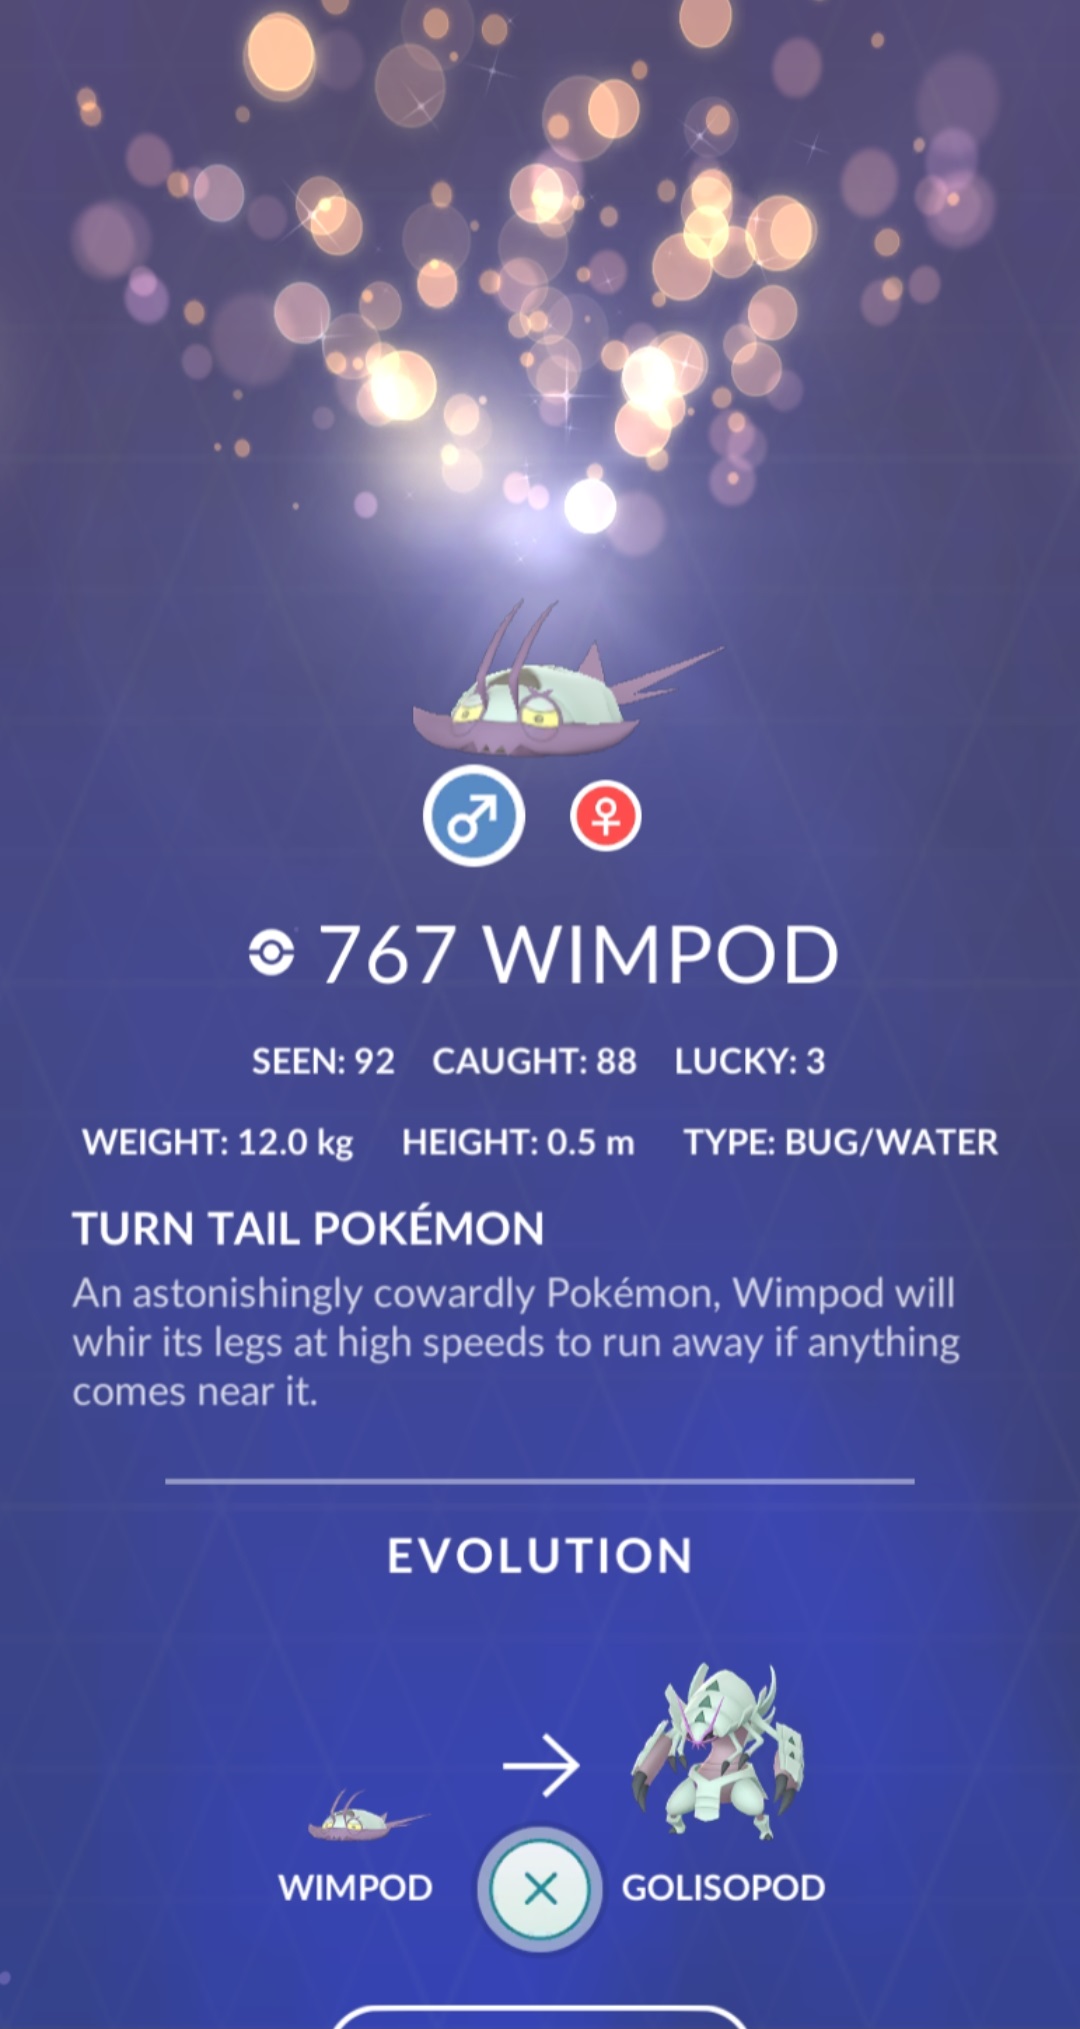 767 WIMPOD
SEEN: 92 CAUGHT: 88 LUCKY: 3
WEIGHT: 12.0 kg HEIGHT: 0.5 m TYPE: BUG/WATER
TURN TAIL POKÉMON
An astonishingly cowardly Pokémon, Wimpod will
whir its legs at high speeds to run away if anything
comes near it.
EVOLUTION
WIMPOD GOLISOPOD